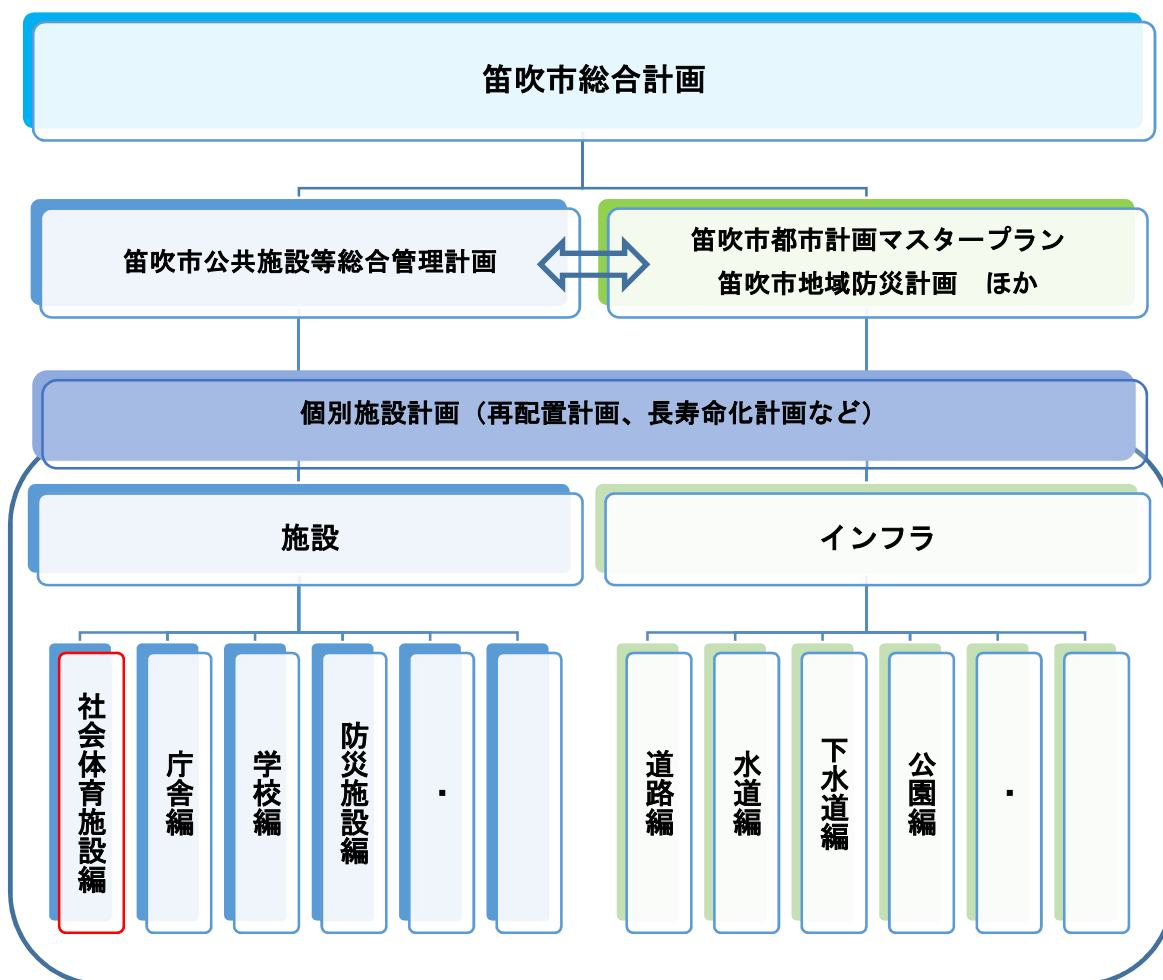 笛吹市総合計画
笛吹市公共施設等総合管理計画
笛吹市都市計画マスタープラン
笛吹市地域防災計画　ほか
個別施設計画（再配置計画、長寿命化計画など）
施設
インフラ
社会体育施設編
庁舎編
学校編
防災施設編
・
道路編
水道編
下水道編
公園編
・